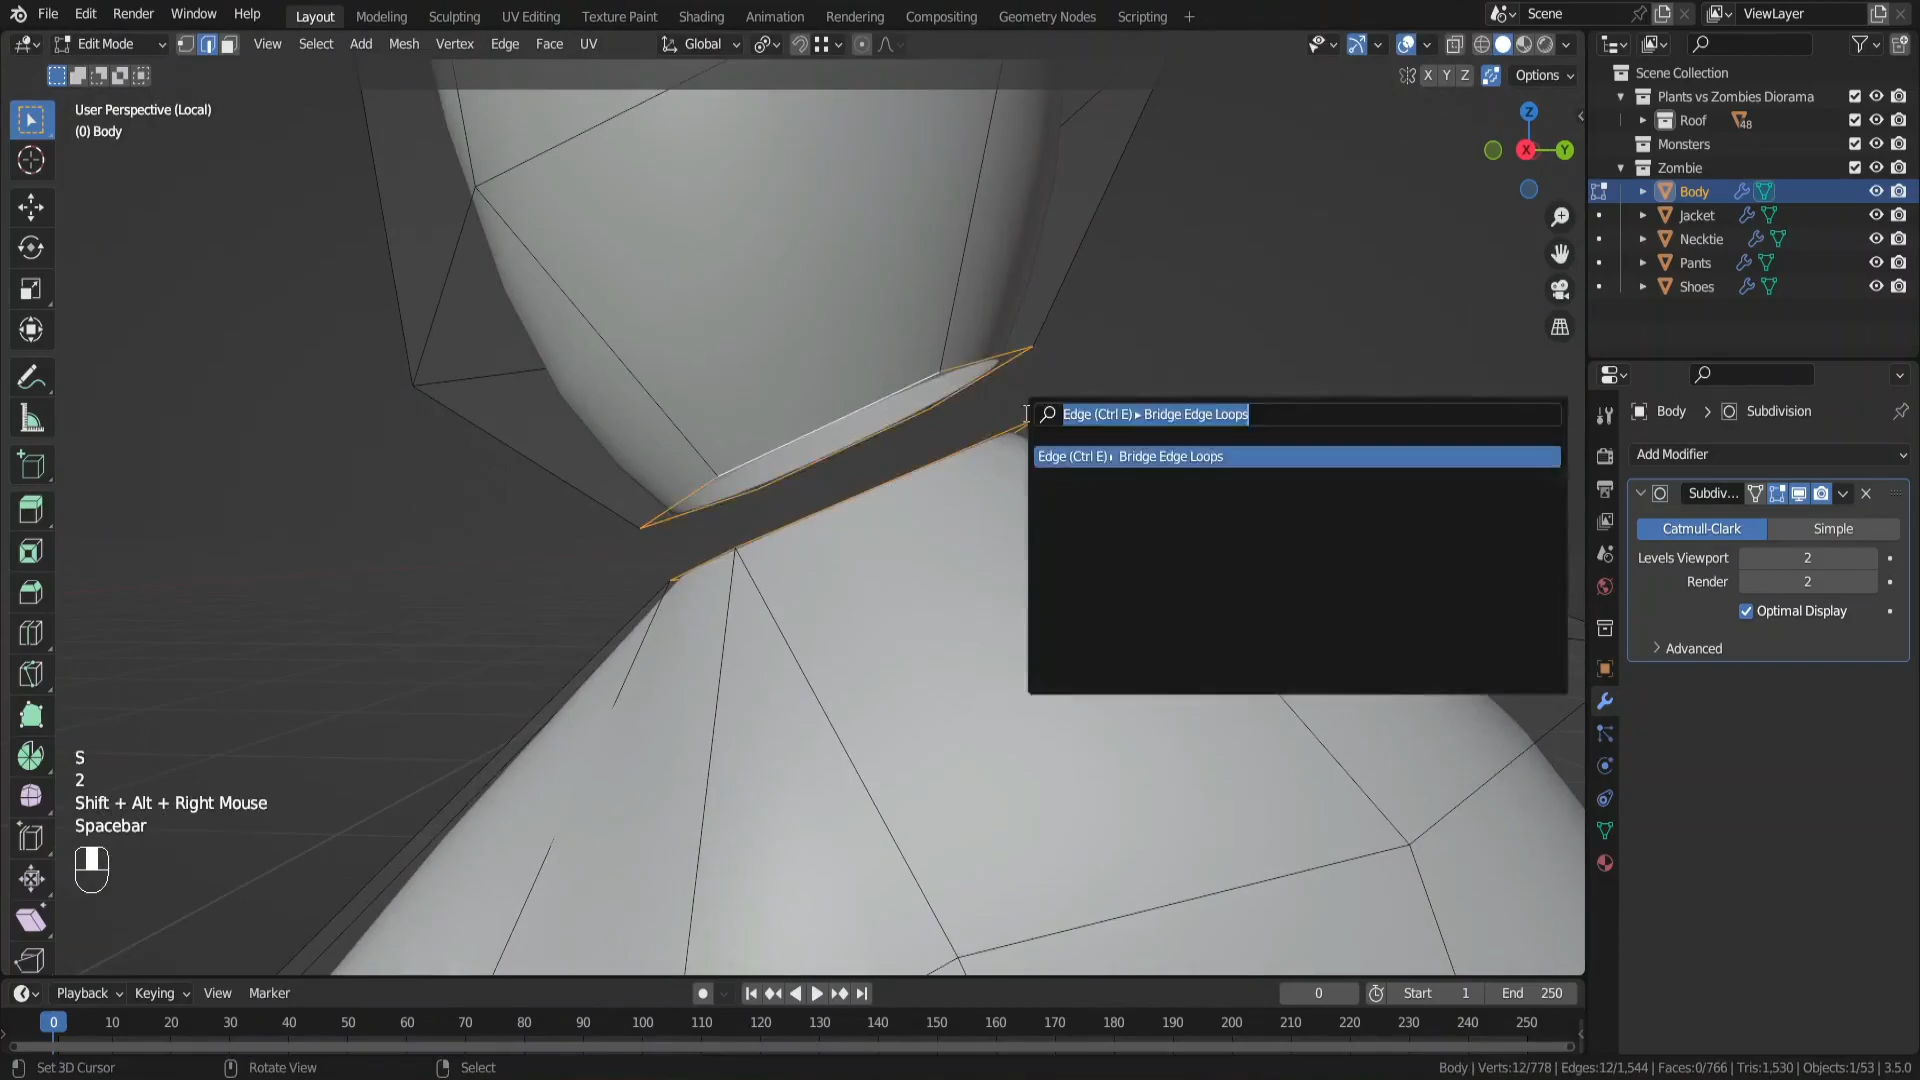 File Edit Render Window Help Layout Modeling Sculpting UV Editing Texture Paint Shading Animation Rendering Compositing Geometry Nodes Scripting + Scene ViewLayer
Edit Mode View Select Add Mesh Vertex Edge Face UV Global
X Y Z Options
User Perspective (Local)
(0) Body
Z
X Y
Scene Collection
Plants vs Zombies Diorama
Roof 48
Monsters
Zombie
Body
Jacket
Necktie
Pants
Shoes
Edge (Ctrl E) ▸ Bridge Edge Loops
Edge (Ctrl E) Bridge Edge Loops
Body > Subdivision
Add Modifier
Subdiv...
Catmull-Clark Simple
Levels Viewport 2
Render 2
Optimal Display
Advanced
S
2
Shift + Alt + Right Mouse
Spacebar
Playback Keying View Marker 0 Start 1 End 250
0 10 20 30 40 50 60 70 80 90 100 110 120 130 140 150 160 170 180 190 200 210 220 230 240 250
Set 3D Cursor Rotate View Select Body | Verts:12/778 | Edges:12/1,544 | Faces:0/766 | Tris:1,530 | Objects:1/53 | 3.5.0